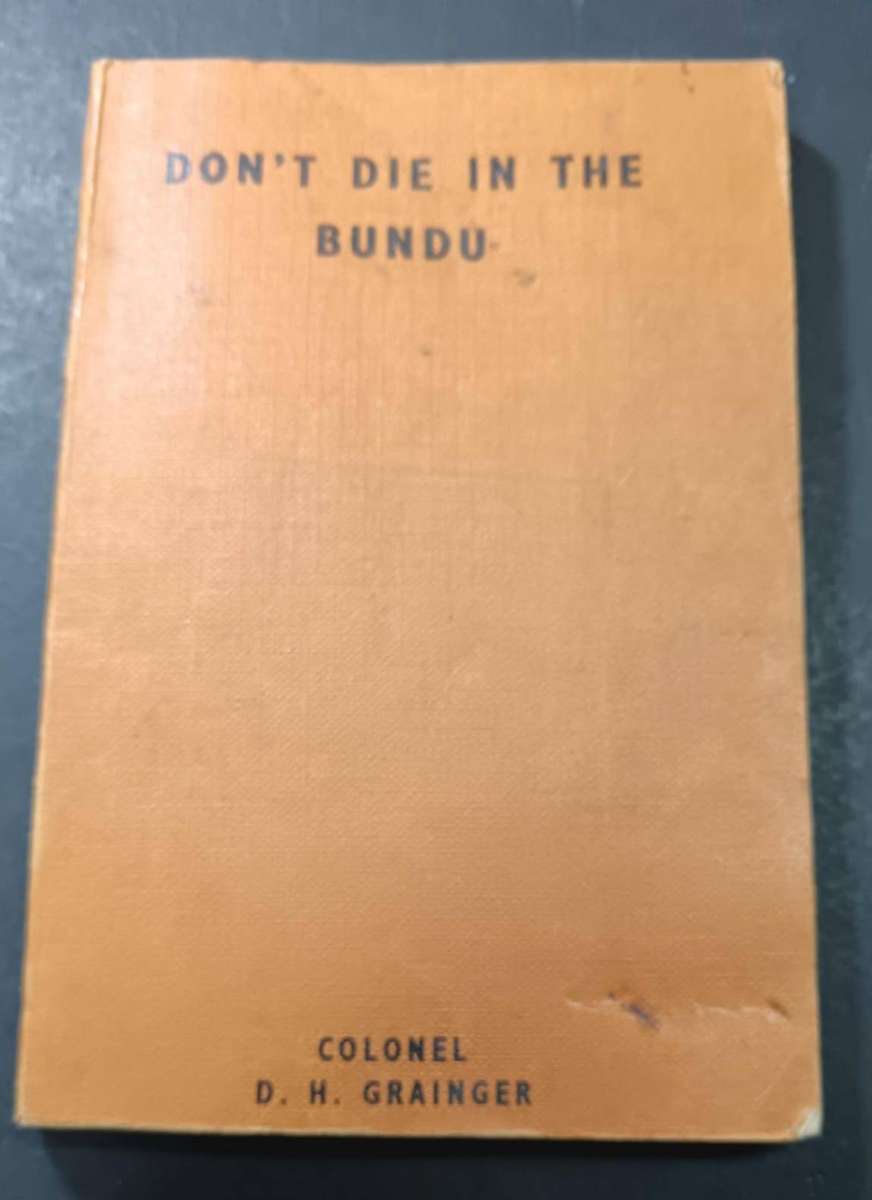 DON'T DIE IN THE
BUNDU
COLONEL
D. H. GRAINGER